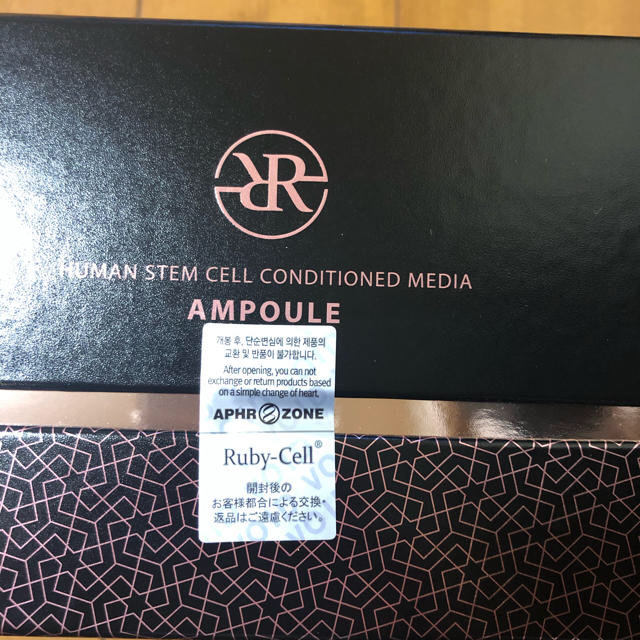 RR
HUMAN STEM CELL CONDITIONED MEDIA
AMPOULE
개봉 후, 단순변심에 의한 제품의
교환 및 반품이 불가합니다.
After opening, you can not
exchange or return products based
on a simple change of heart.
APHROZONE
Ruby-Cell®
開封後の
お客様都合による交換・
返品はご遠慮ください。